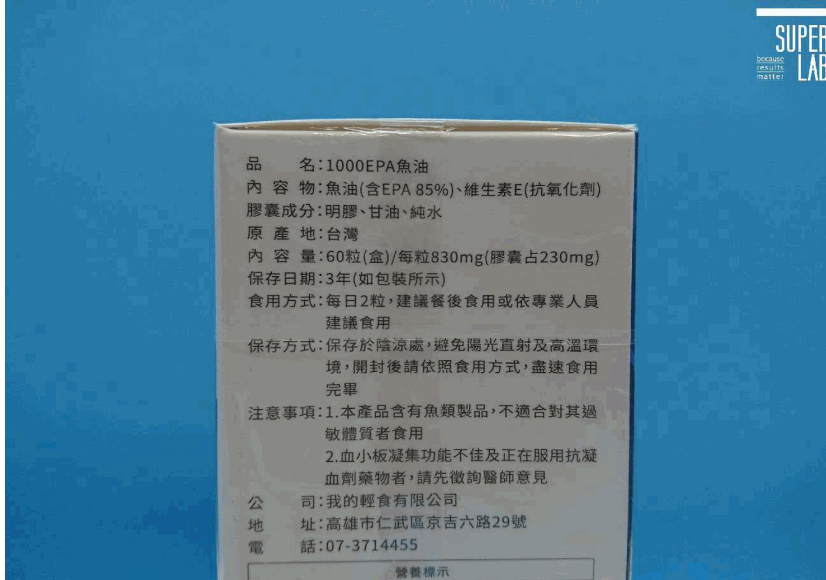 SUPER
because
results
matter
LAB
品 名:1000EPA魚油
內 容 物:魚油(含EPA 85%)、維生素E(抗氧化劑)
膠囊成分:明膠、甘油、純水
原 產 地:台灣
內 容 量:60粒(盒)/每粒830mg(膠囊占230mg)
保存日期:3年(如包裝所示)
食用方式:每日2粒,建議餐後食用或依專業人員
建議食用
保存方式:保存於陰涼處,避免陽光直射及高溫環
境,開封後請依照食用方式,盡速食用
完畢
注意事項:1.本產品含有魚類製品,不適合對其過
敏體質者食用
2.血小板凝集功能不佳及正在服用抗凝
血劑藥物者,請先徵詢醫師意見
公 司:我的輕食有限公司
地 址:高雄市仁武區京吉六路29號
電 話:07-3714455
營養標示